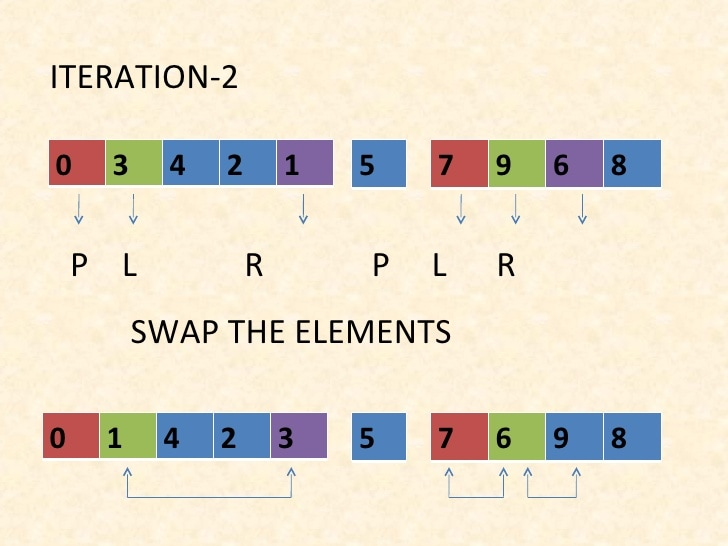 ITERATION-2
0 3 4 2 1 5 7 9 6 8
P L R P L R
SWAP THE ELEMENTS
0 1 4 2 3 5 7 6 9 8